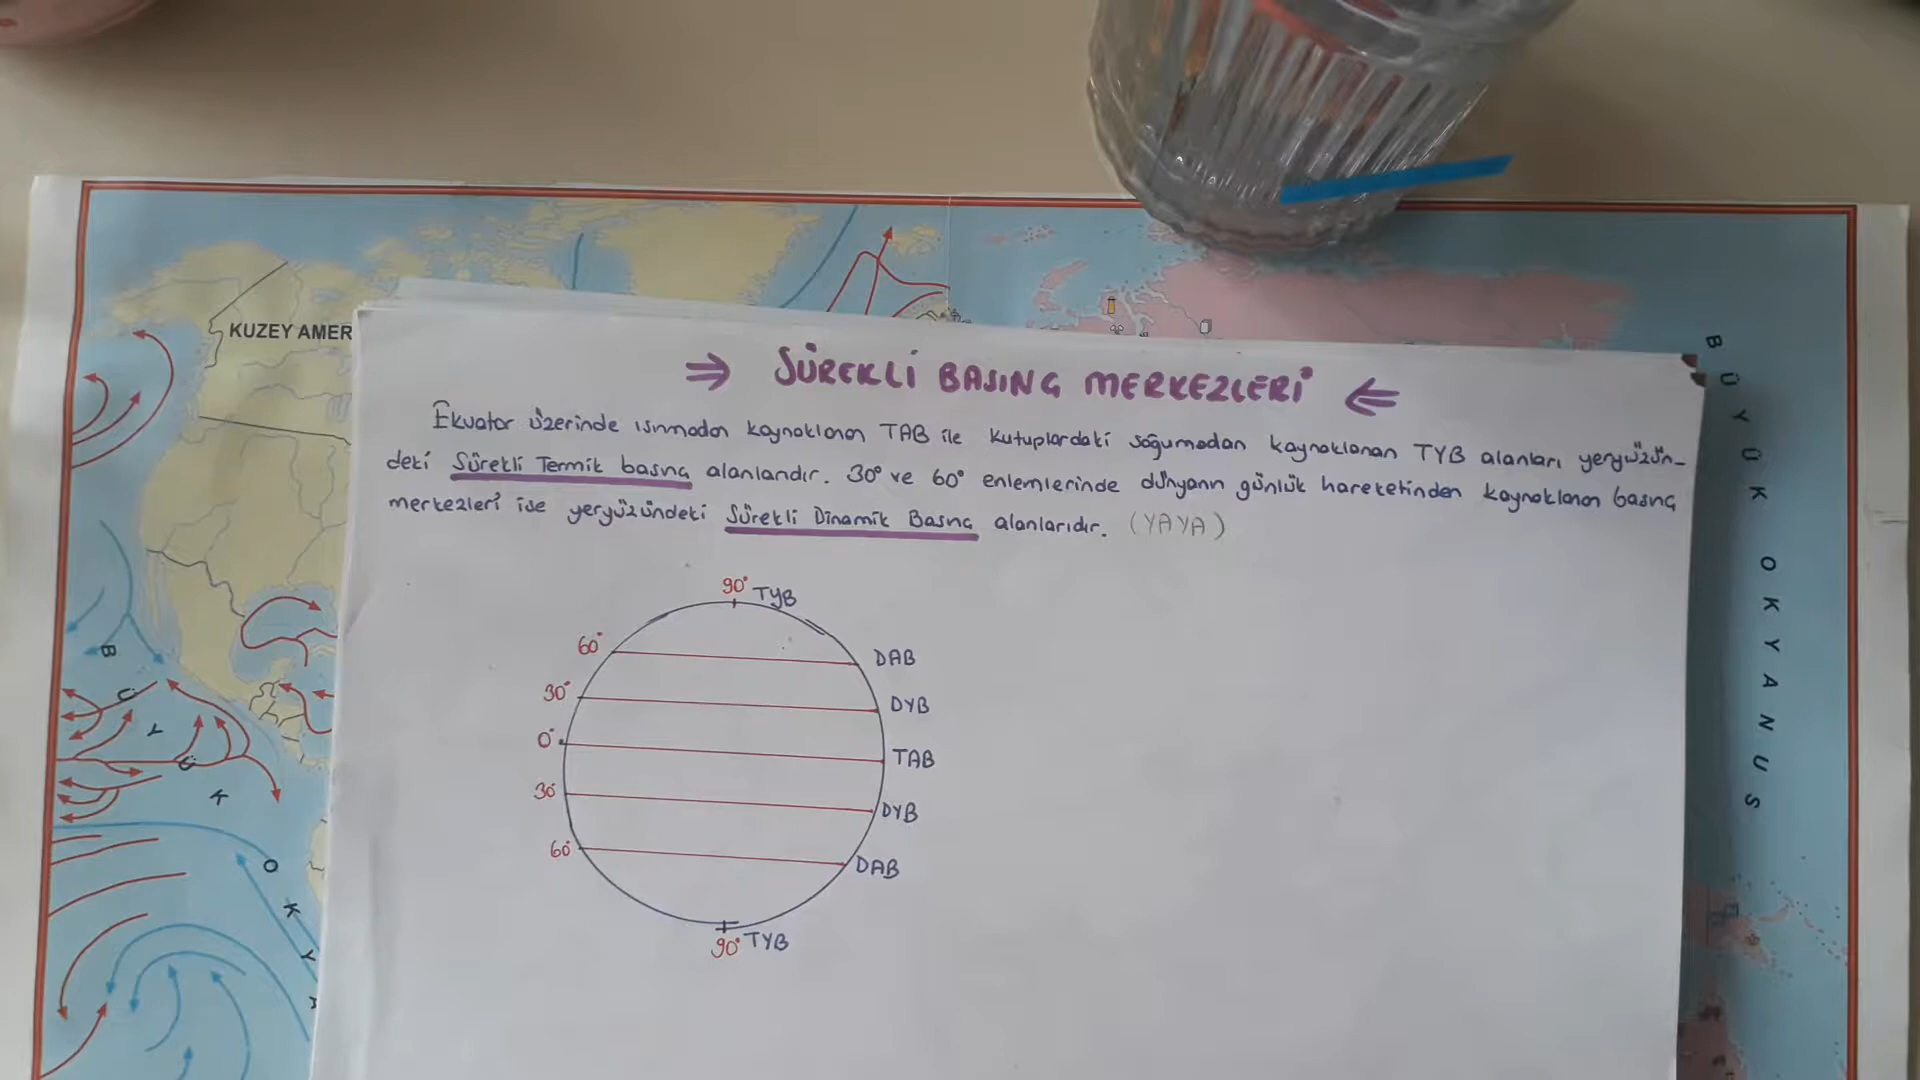 KUZEY AMER
⇒ SÜREKLİ BASINÇ MERKEZLERİ ⇐
Ekvator üzerinde ısınmadan kaynaklanan TAB ile kutuplardaki soğumadan kaynaklanan TYB alanları yeryüzün-
deki Sürekli Termik basınç alanlarıdır. 30° ve 60° enlemlerinde dünyanın günlük hareketinden kaynaklanan basınç
merkezleri ise yeryüzündeki Sürekli Dinamik Basınç alanlarıdır. (YAYA)
90° TYB
60° DAB
30° DYB
0° TAB
30° DYB
60° DAB
90° TYB
BÜYÜK OKYANUS
BÜYÜK OKY